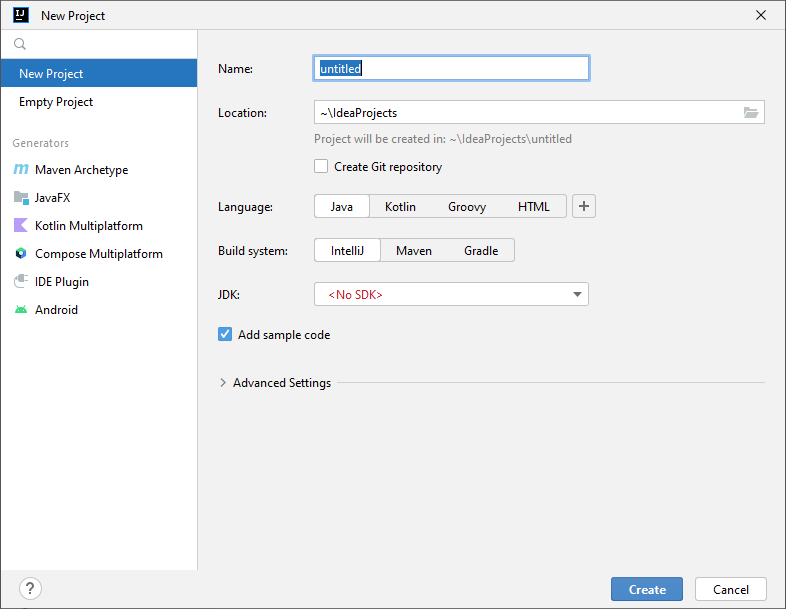 New Project
New Project
Empty Project
Generators
Maven Archetype
JavaFX
Kotlin Multiplatform
Compose Multiplatform
IDE Plugin
Android
Name: untitled
Location: ~\IdeaProjects
Project will be created in: ~\IdeaProjects\untitled
Create Git repository
Language: Java Kotlin Groovy HTML +
Build system: IntelliJ Maven Gradle
JDK: <No SDK>
Add sample code
Advanced Settings
? Create Cancel